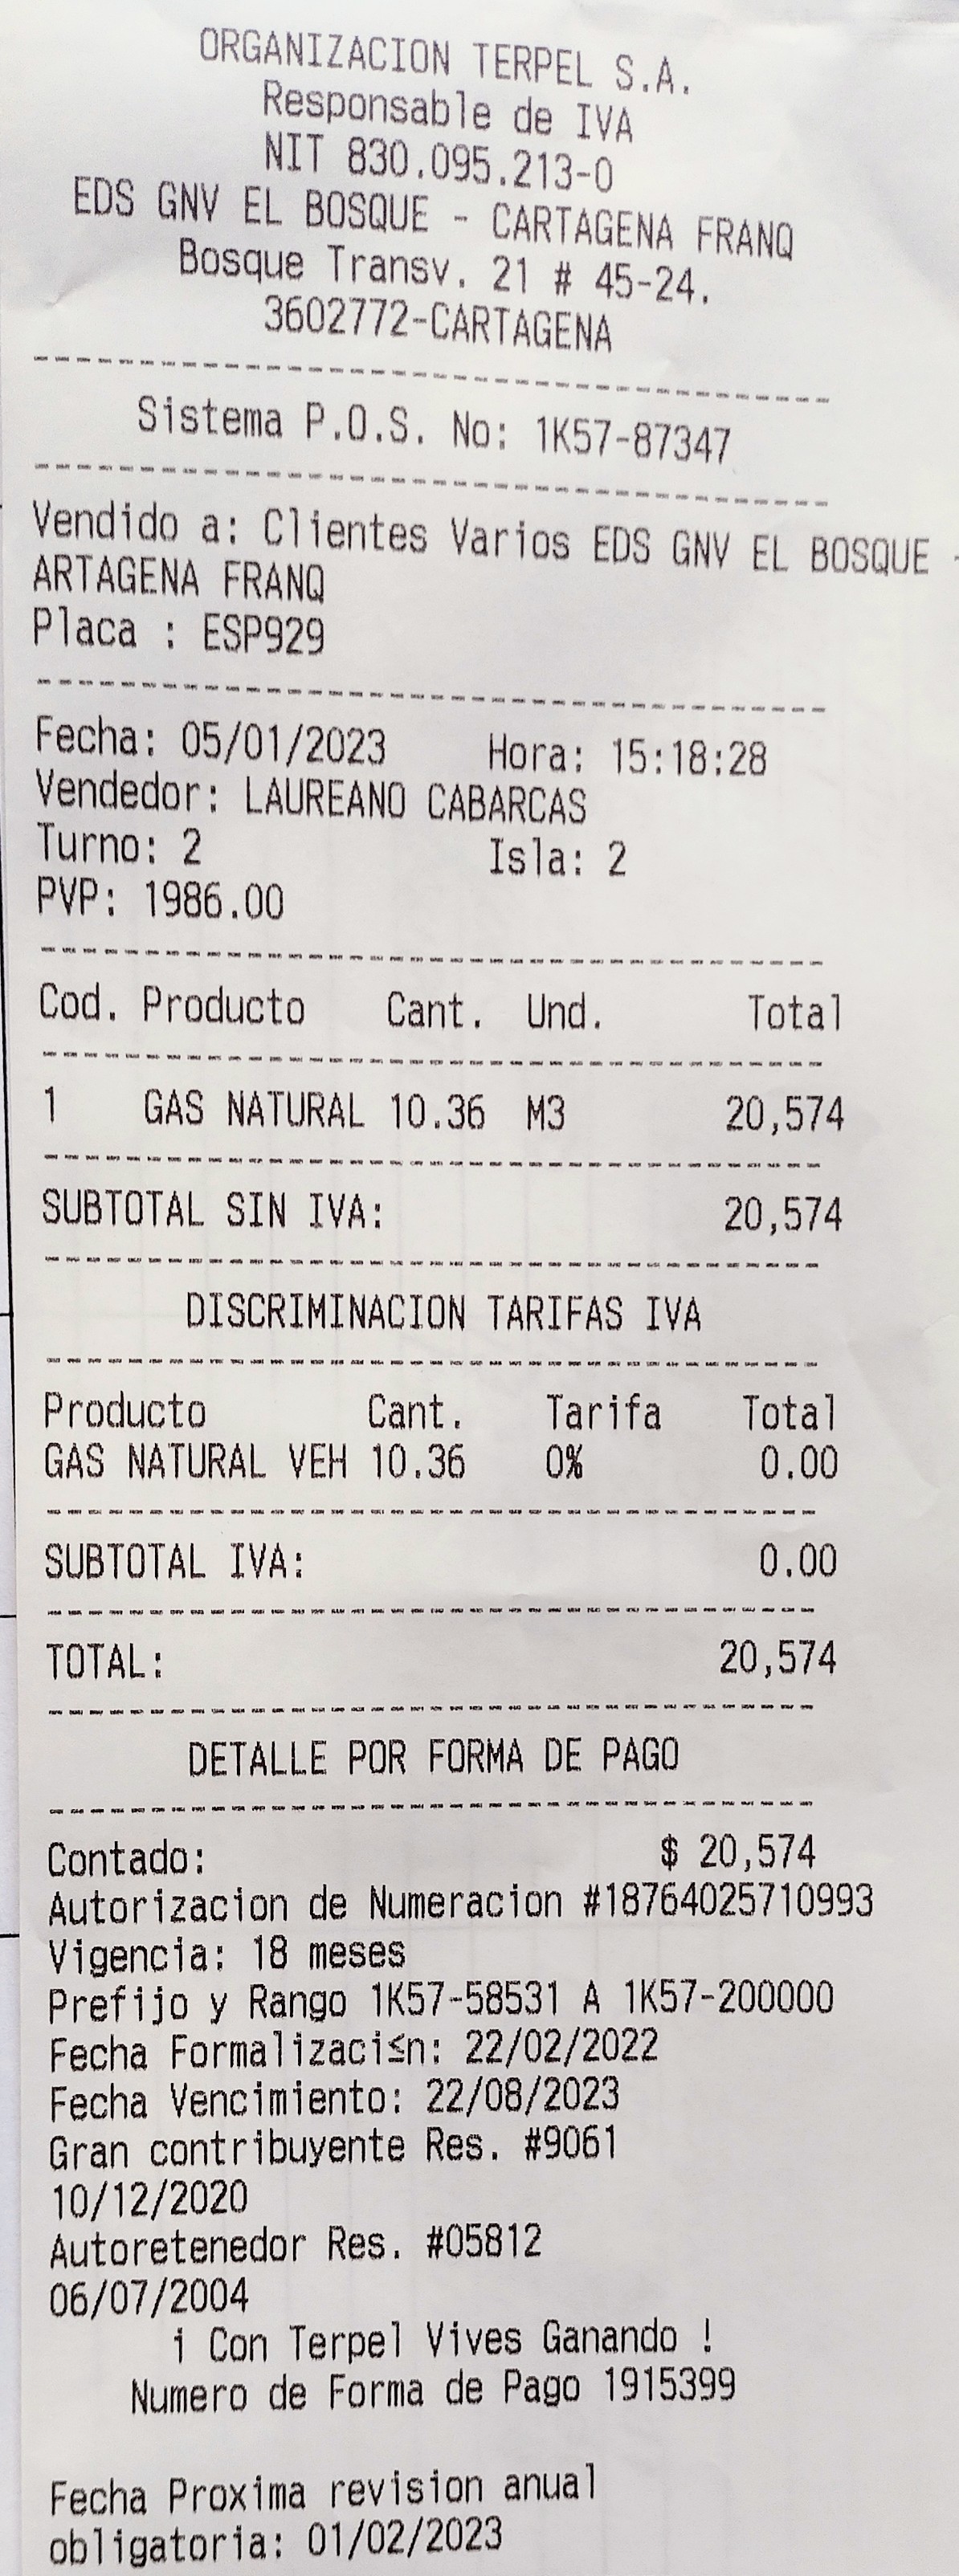 ORGANIZACION TERPEL S.A.
Responsable de IVA
NIT 830.095.213-0
EDS GNV EL BOSQUE - CARTAGENA FRANQ
Bosque Transv. 21 # 45-24.
3602772-CARTAGENA
Sistema P.O.S. No: 1K57-87347
Vendido a: Clientes Varios EDS GNV EL BOSQUE -
ARTAGENA FRANQ
Placa : ESP929
Fecha: 05/01/2023 Hora: 15:18:28
Vendedor: LAUREANO CABARCAS
Turno: 2 Isla: 2
PVP: 1986.00
Cod. Producto Cant. Und. Total
1 GAS NATURAL 10.36 M3 20,574
SUBTOTAL SIN IVA: 20,574
DISCRIMINACION TARIFAS IVA
Producto Cant. Tarifa Total
GAS NATURAL VEH 10.36 0% 0.00
SUBTOTAL IVA: 0.00
TOTAL: 20,574
DETALLE POR FORMA DE PAGO
Contado: $ 20,574
Autorizacion de Numeracion #18764025710993
Vigencia: 18 meses
Prefijo y Rango 1K57-58531 A 1K57-200000
Fecha Formalizaci≤n: 22/02/2022
Fecha Vencimiento: 22/08/2023
Gran contribuyente Res. #9061
10/12/2020
Autoretenedor Res. #05812
06/07/2004
¡ Con Terpel Vives Ganando !
Numero de Forma de Pago 1915399
Fecha Proxima revision anual
obligatoria: 01/02/2023